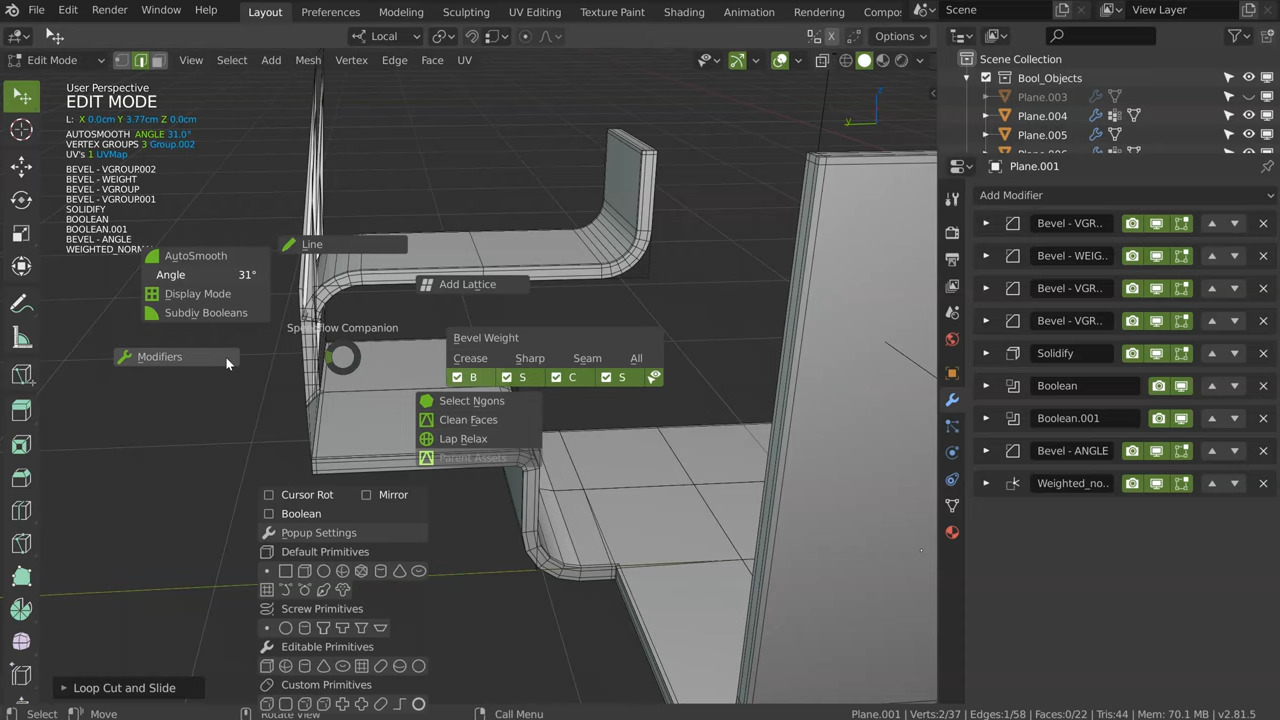 File Edit Render Window Help Layout Preferences Modeling Sculpting UV Editing Texture Paint Shading Animation Rendering Compos Scene View Layer
Local Options
Edit Mode View Select Add Mesh Vertex Edge Face UV
Scene Collection
Bool_Objects
Plane.003
Plane.004
Plane.005
Plane.001
Add Modifier
Bevel - VGR..
Bevel - WEIG..
Bevel - VGR..
Bevel - VGR..
Solidify
Boolean
Boolean.001
Bevel - ANGLE
Weighted_no..
User Perspective
EDIT MODE
L: X 0.0cm Y 3.77cm Z 0.0cm
AUTOSMOOTH ANGLE 31.0°
VERTEX GROUPS 3 Group.002
UV's 1 UVMap
BEVEL - VGROUP.002
BEVEL - WEIGHT
BEVEL - VGROUP
BEVEL - VGROUP.001
SOLIDIFY
BOOLEAN
BOOLEAN.001
BEVEL - ANGLE
z
y
Line
AutoSmooth
Angle 31°
Display Mode
Subdiv Booleans
Add Lattice
Modifiers
Bevel Weight
Crease Sharp Seam All
B S C S
Select Ngons
Clean Faces
Lap Relax
Parent Assets
Cursor Rot Mirror
Boolean
Popup Settings
Default Primitives
Screw Primitives
Editable Primitives
Custom Primitives
Loop Cut and Slide
Select Move Rotate View Call Menu Plane.001 | Verts:2/37 | Edges:1/58 | Faces:0/22 | Tris:44 | Mem: 70.1 MB | v2.81.5